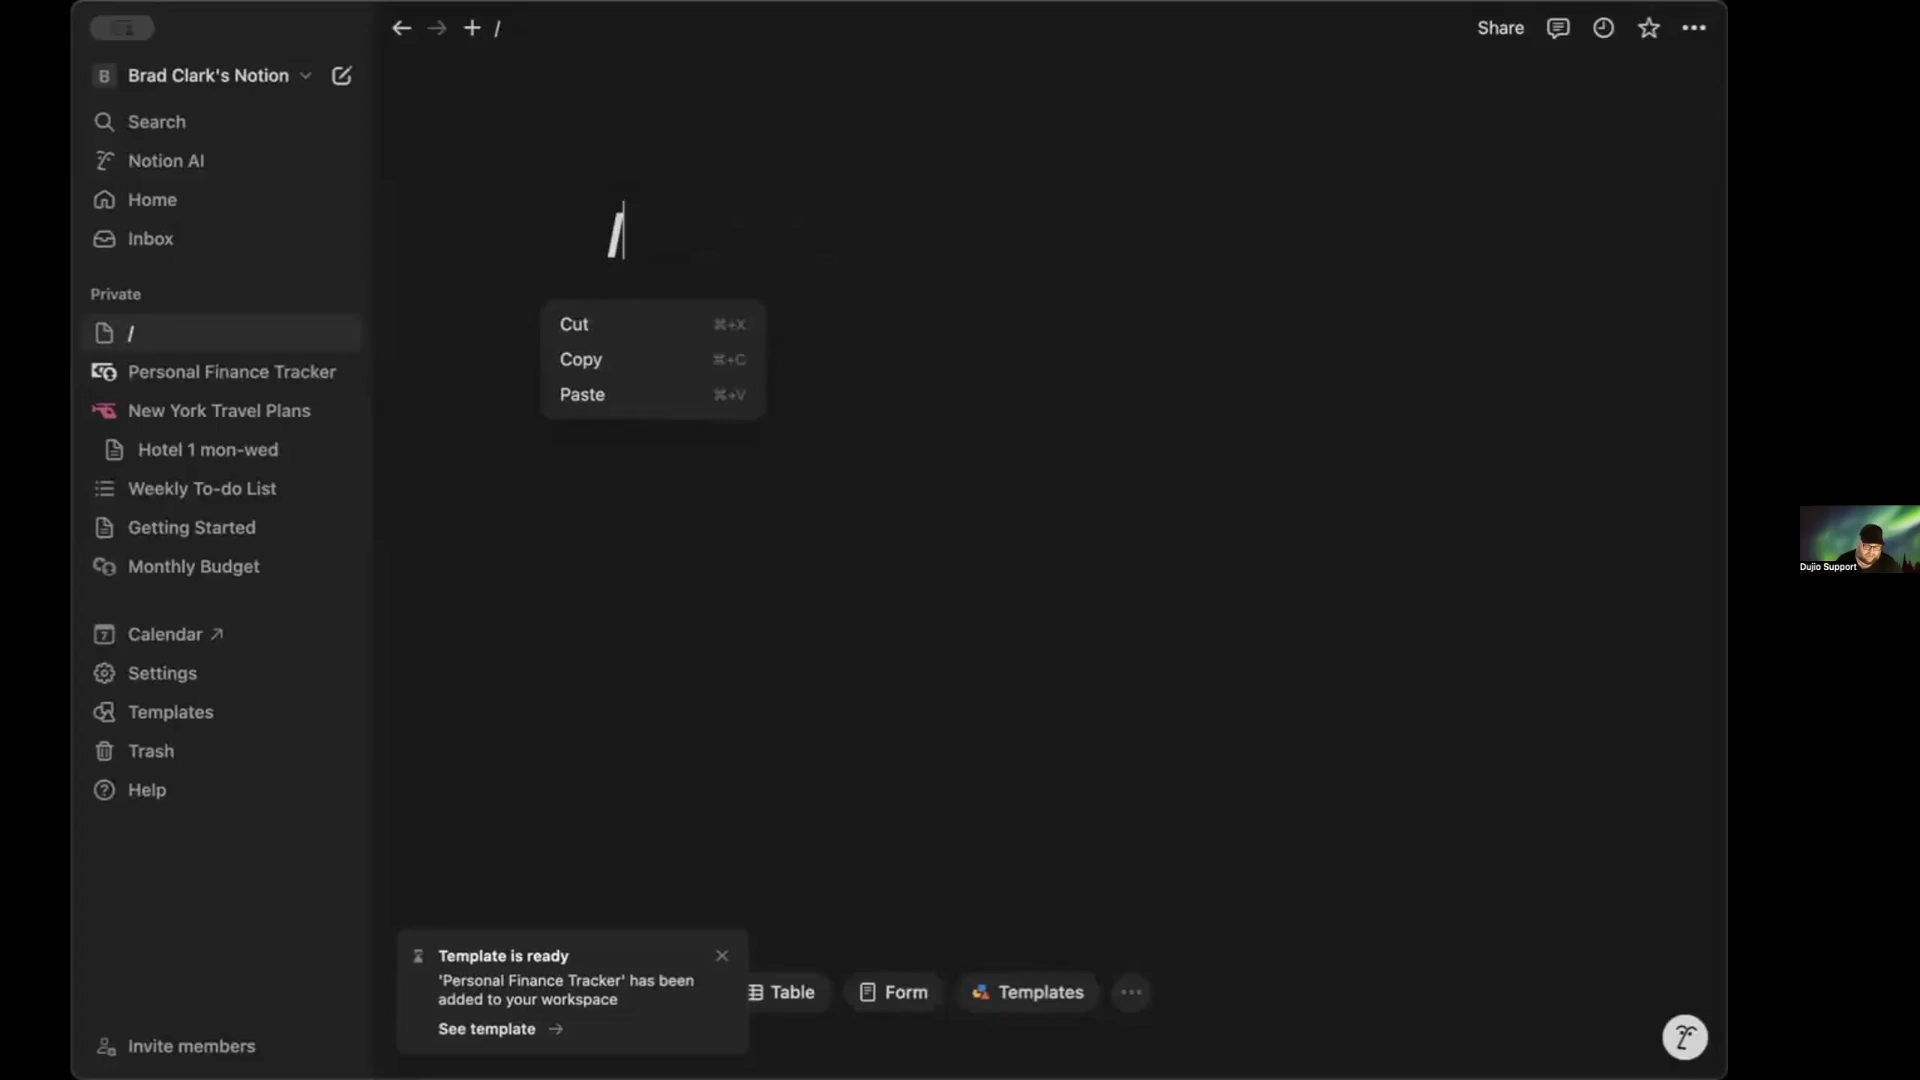 /
Share
B Brad Clark's Notion
Search
Notion AI
Home
Inbox
Private
/
Personal Finance Tracker
New York Travel Plans
Hotel 1 mon-wed
Weekly To-do List
Getting Started
Monthly Budget
7 Calendar ↗
Settings
Templates
Trash
Help
Invite members
/
Cut ⌘+X
Copy ⌘+C
Paste ⌘+V
Template is ready
'Personal Finance Tracker' has been
added to your workspace
See template →
Table
Form
Templates
Dujio Support